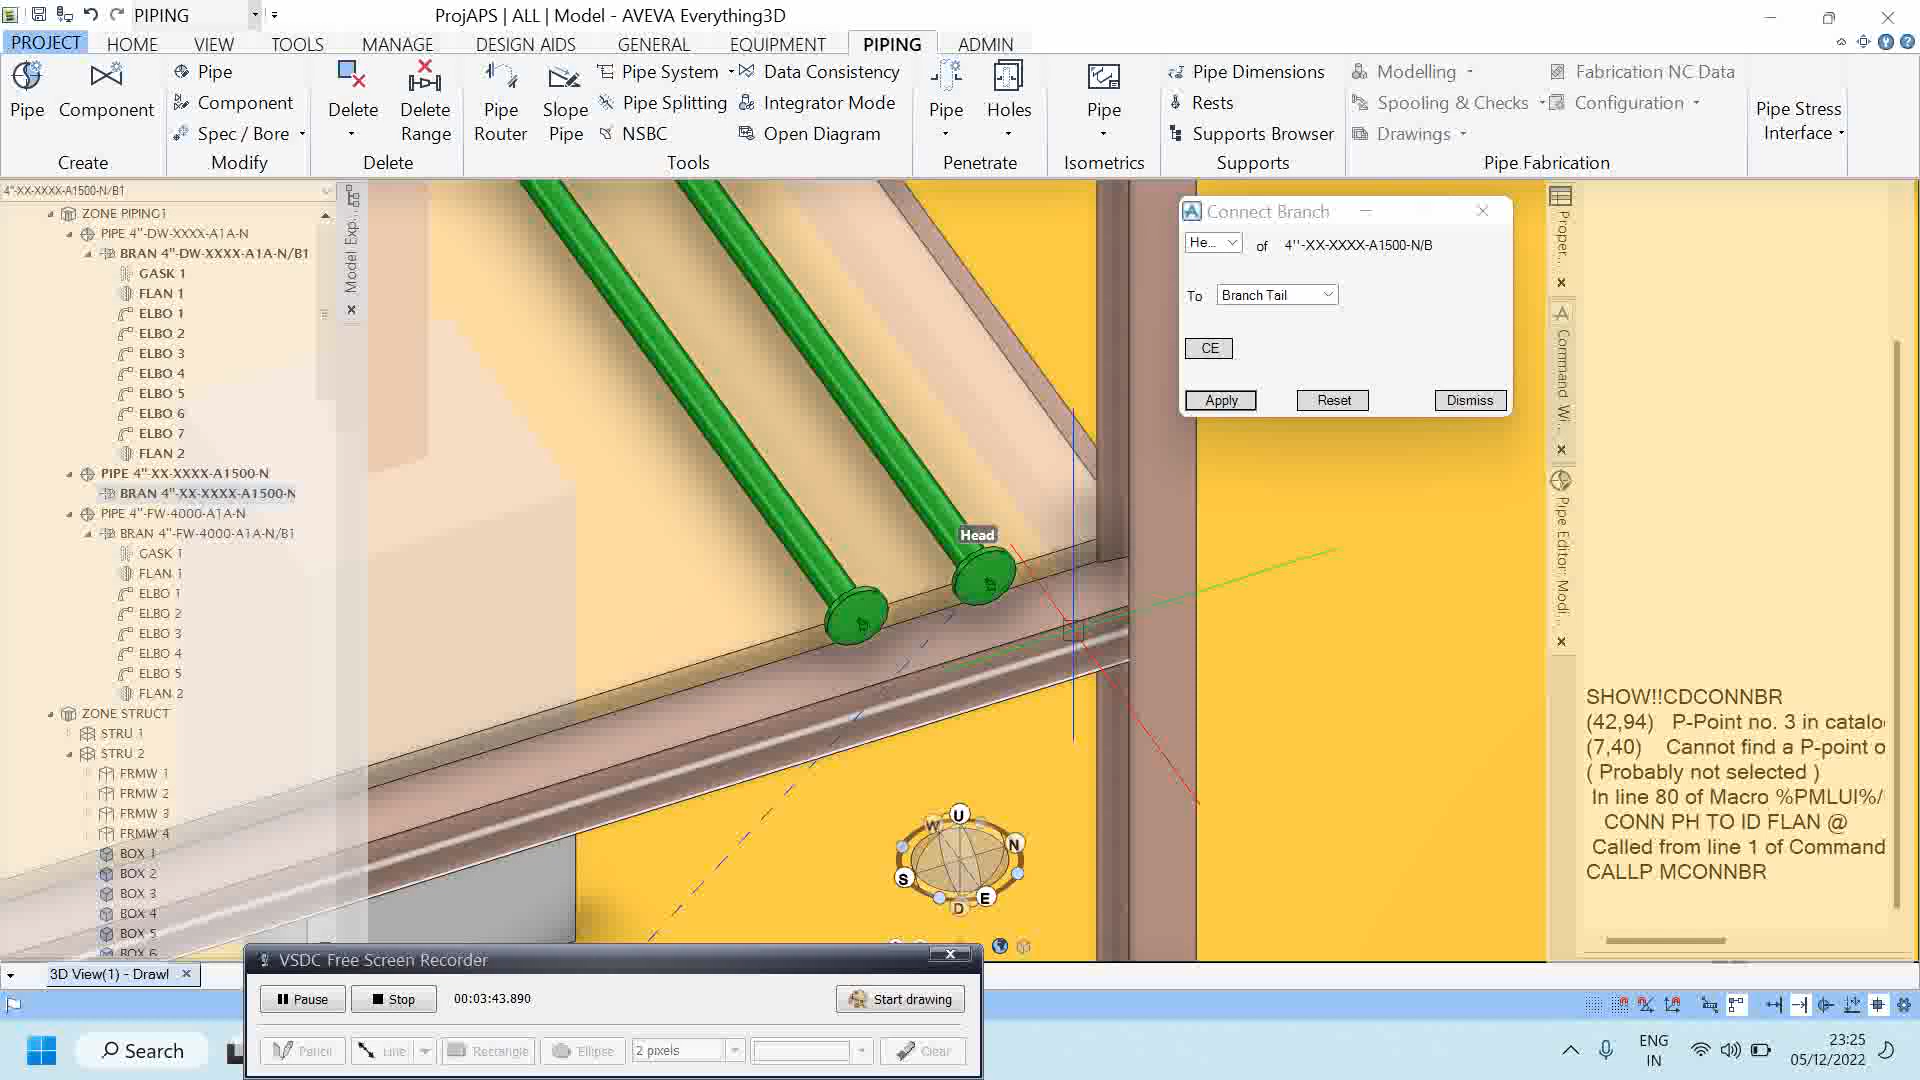 PIPING
ProjAPS | ALL | Model - AVEVA Everything3D
PROJECT HOME VIEW TOOLS MANAGE DESIGN AIDS GENERAL EQUIPMENT PIPING ADMIN
Pipe Component Create
Pipe
Component
Spec / Bore
Modify
Delete Delete Range Delete
Pipe Router Slope Pipe
Pipe System Data Consistency
Pipe Splitting Integrator Mode
NSBC Open Diagram
Tools
Pipe Holes Penetrate
Pipe Isometrics
Pipe Dimensions
Rests
Supports Browser
Supports
Modelling Fabrication NC Data
Spooling & Checks Configuration
Drawings
Pipe Fabrication
Pipe Stress Interface
4"-XX-XXXX-A1500-N/B1
ZONE PIPING1
PIPE 4"-DW-XXXX-A1A-N
BRAN 4"-DW-XXXX-A1A-N/B1
GASK 1
FLAN 1
ELBO 1
ELBO 2
ELBO 3
ELBO 4
ELBO 5
ELBO 6
ELBO 7
FLAN 2
PIPE 4"-XX-XXXX-A1500-N
BRAN 4"-XX-XXXX-A1500-N
PIPE 4"-FW-4000-A1A-N
BRAN 4"-FW-4000-A1A-N/B1
GASK 1
FLAN 1
ELBO 1
ELBO 2
ELBO 3
ELBO 4
ELBO 5
FLAN 2
ZONE STRUCT
STRU 1
STRU 2
FRMW 1
FRMW 2
FRMW 3
FRMW 4
BOX 1
BOX 2
BOX 3
BOX 4
BOX 5
BOX 6
Model Exp...
Head
U
W
N
S
E
D
Connect Branch
He... of 4''-XX-XXXX-A1500-N/B
To Branch Tail
CE
Apply Reset Dismiss
Proper...
Command Wi...
Pipe Editor: Modi...
SHOW!!CDCONNBR
(42,94) P-Point no. 3 in catalo
(7,40) Cannot find a P-point o
( Probably not selected )
In line 80 of Macro %PMLUI%/
CONN PH TO ID FLAN @
Called from line 1 of Command
CALLP MCONNBR
3D View(1) - Drawl
VSDC Free Screen Recorder
Pause Stop 00:03:43.890 Start drawing
Pencil Line Rectangle Ellipse 2 pixels Clear
Search
ENG
IN
23:25
05/12/2022